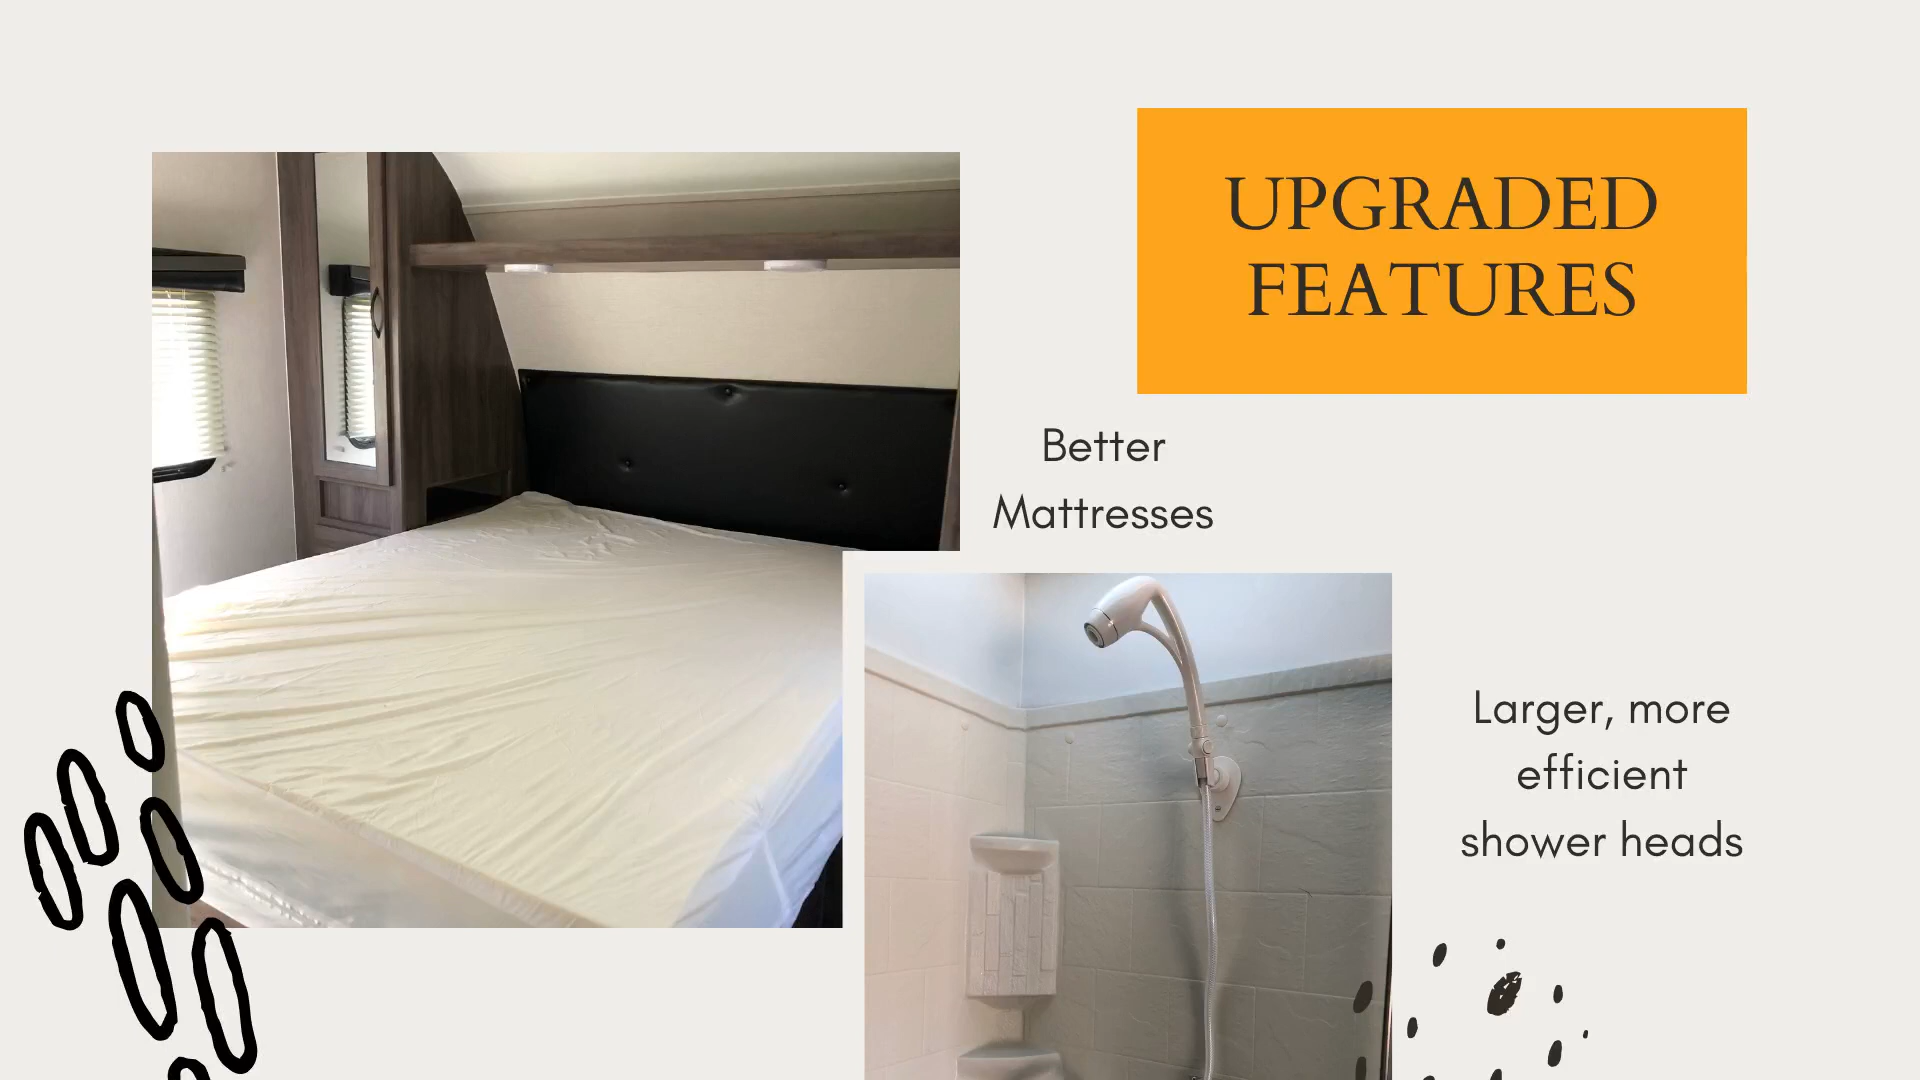 UPGRADED
FEATURES
Better
Mattresses
Larger, more
efficient
shower heads